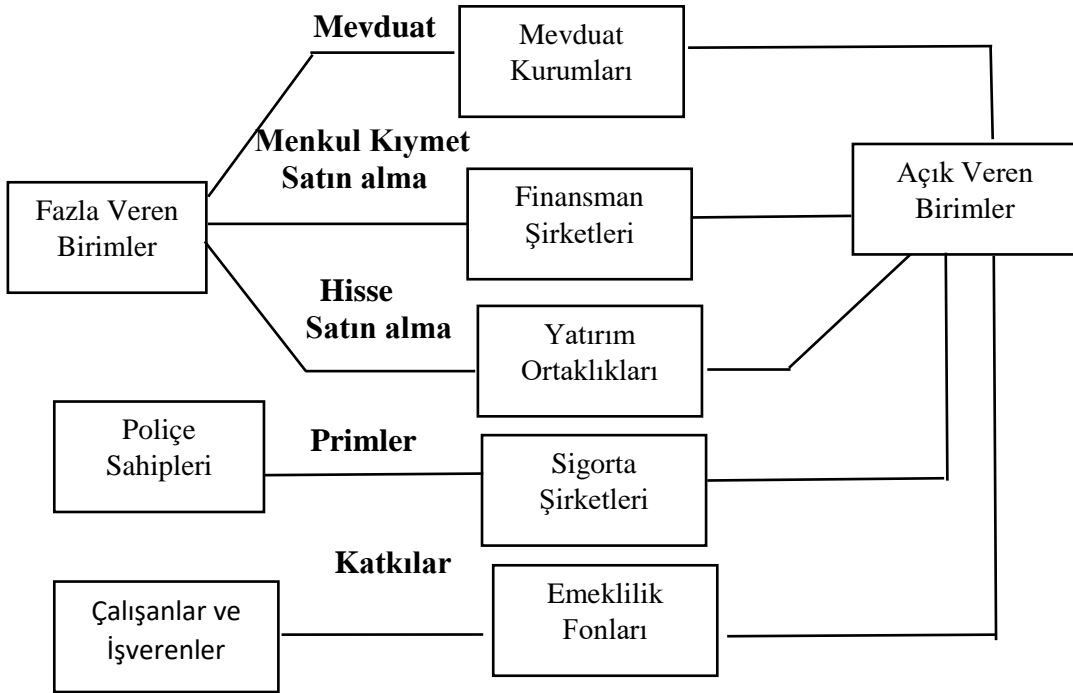 Mevduat
Mevduat
Kurumları
Menkul Kıymet
Satın alma
Fazla Veren
Birimler
Finansman
Şirketleri
Açık Veren
Birimler
Hisse
Satın alma
Yatırım
Ortaklıkları
Poliçe
Sahipleri
Primler
Sigorta
Şirketleri
Katkılar
Çalışanlar ve
İşverenler
Emeklilik
Fonları